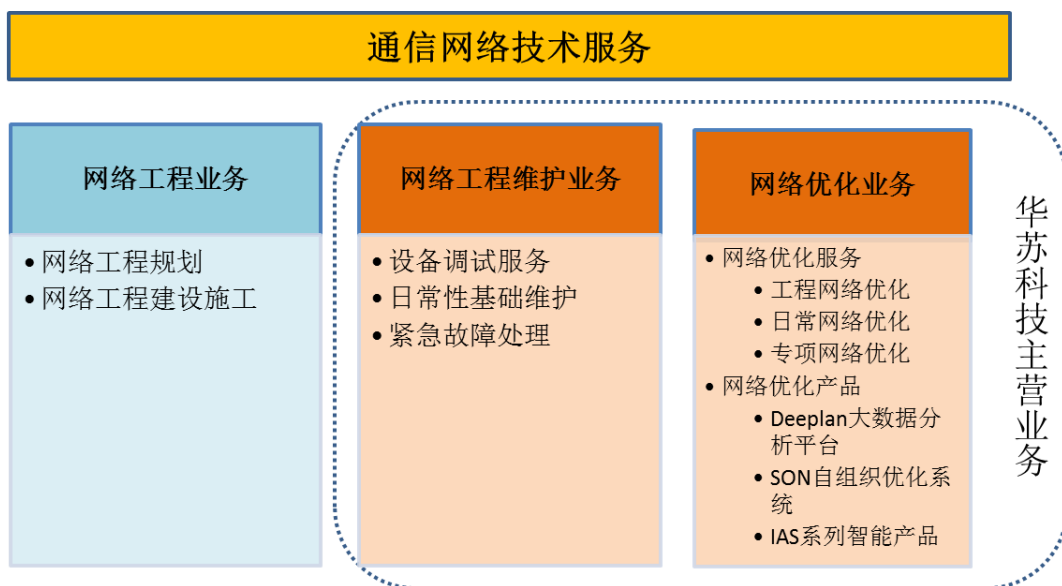 通信网络技术服务
网络工程业务
• 网络工程规划
• 网络工程建设施工
网络工程维护业务
• 设备调试服务
• 日常性基础维护
• 紧急故障处理
网络优化业务
• 网络优化服务
• 工程网络优化
• 日常网络优化
• 专项网络优化
• 网络优化产品
• Deeplan大数据分
析平台
• SON自组织优化系
统
• IAS系列智能产品
华苏科技主营业务